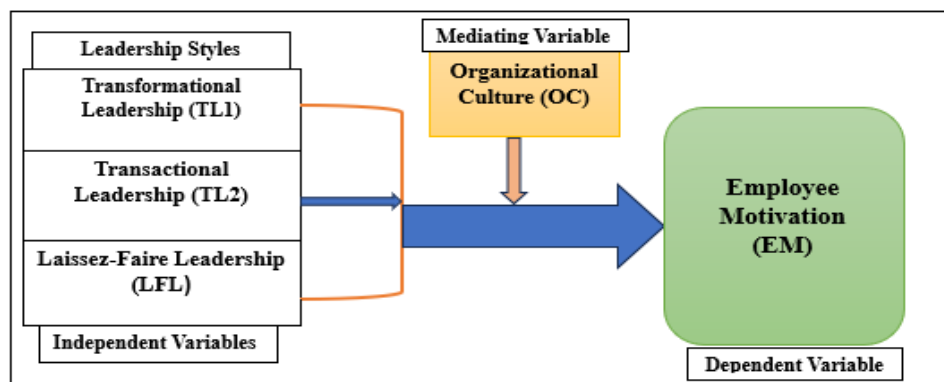 Leadership Styles
Transformational
Leadership (TL1)
Transactional
Leadership (TL2)
Laissez-Faire Leadership
(LFL)
Independent Variables
Mediating Variable
Organizational
Culture (OC)
Employee
Motivation
(EM)
Dependent Variable